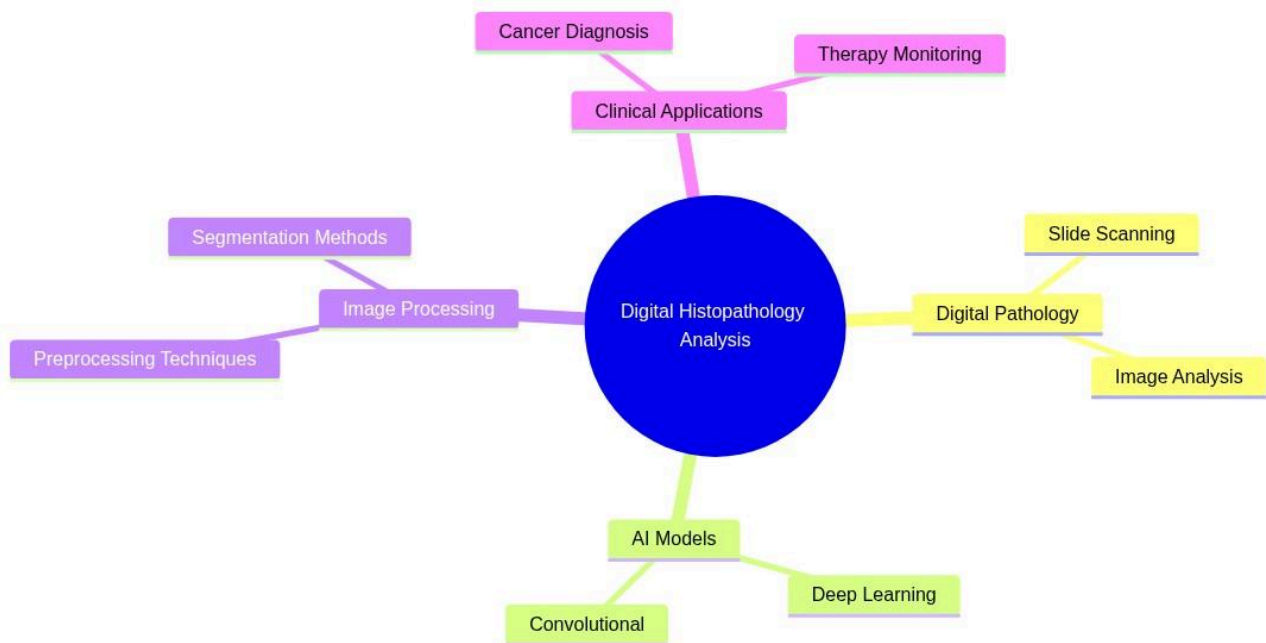 Cancer Diagnosis
Therapy Monitoring
Clinical Applications
Segmentation Methods
Slide Scanning
Image Processing
Digital Histopathology
Analysis
Digital Pathology
Preprocessing Techniques
Image Analysis
AI Models
Deep Learning
Convolutional